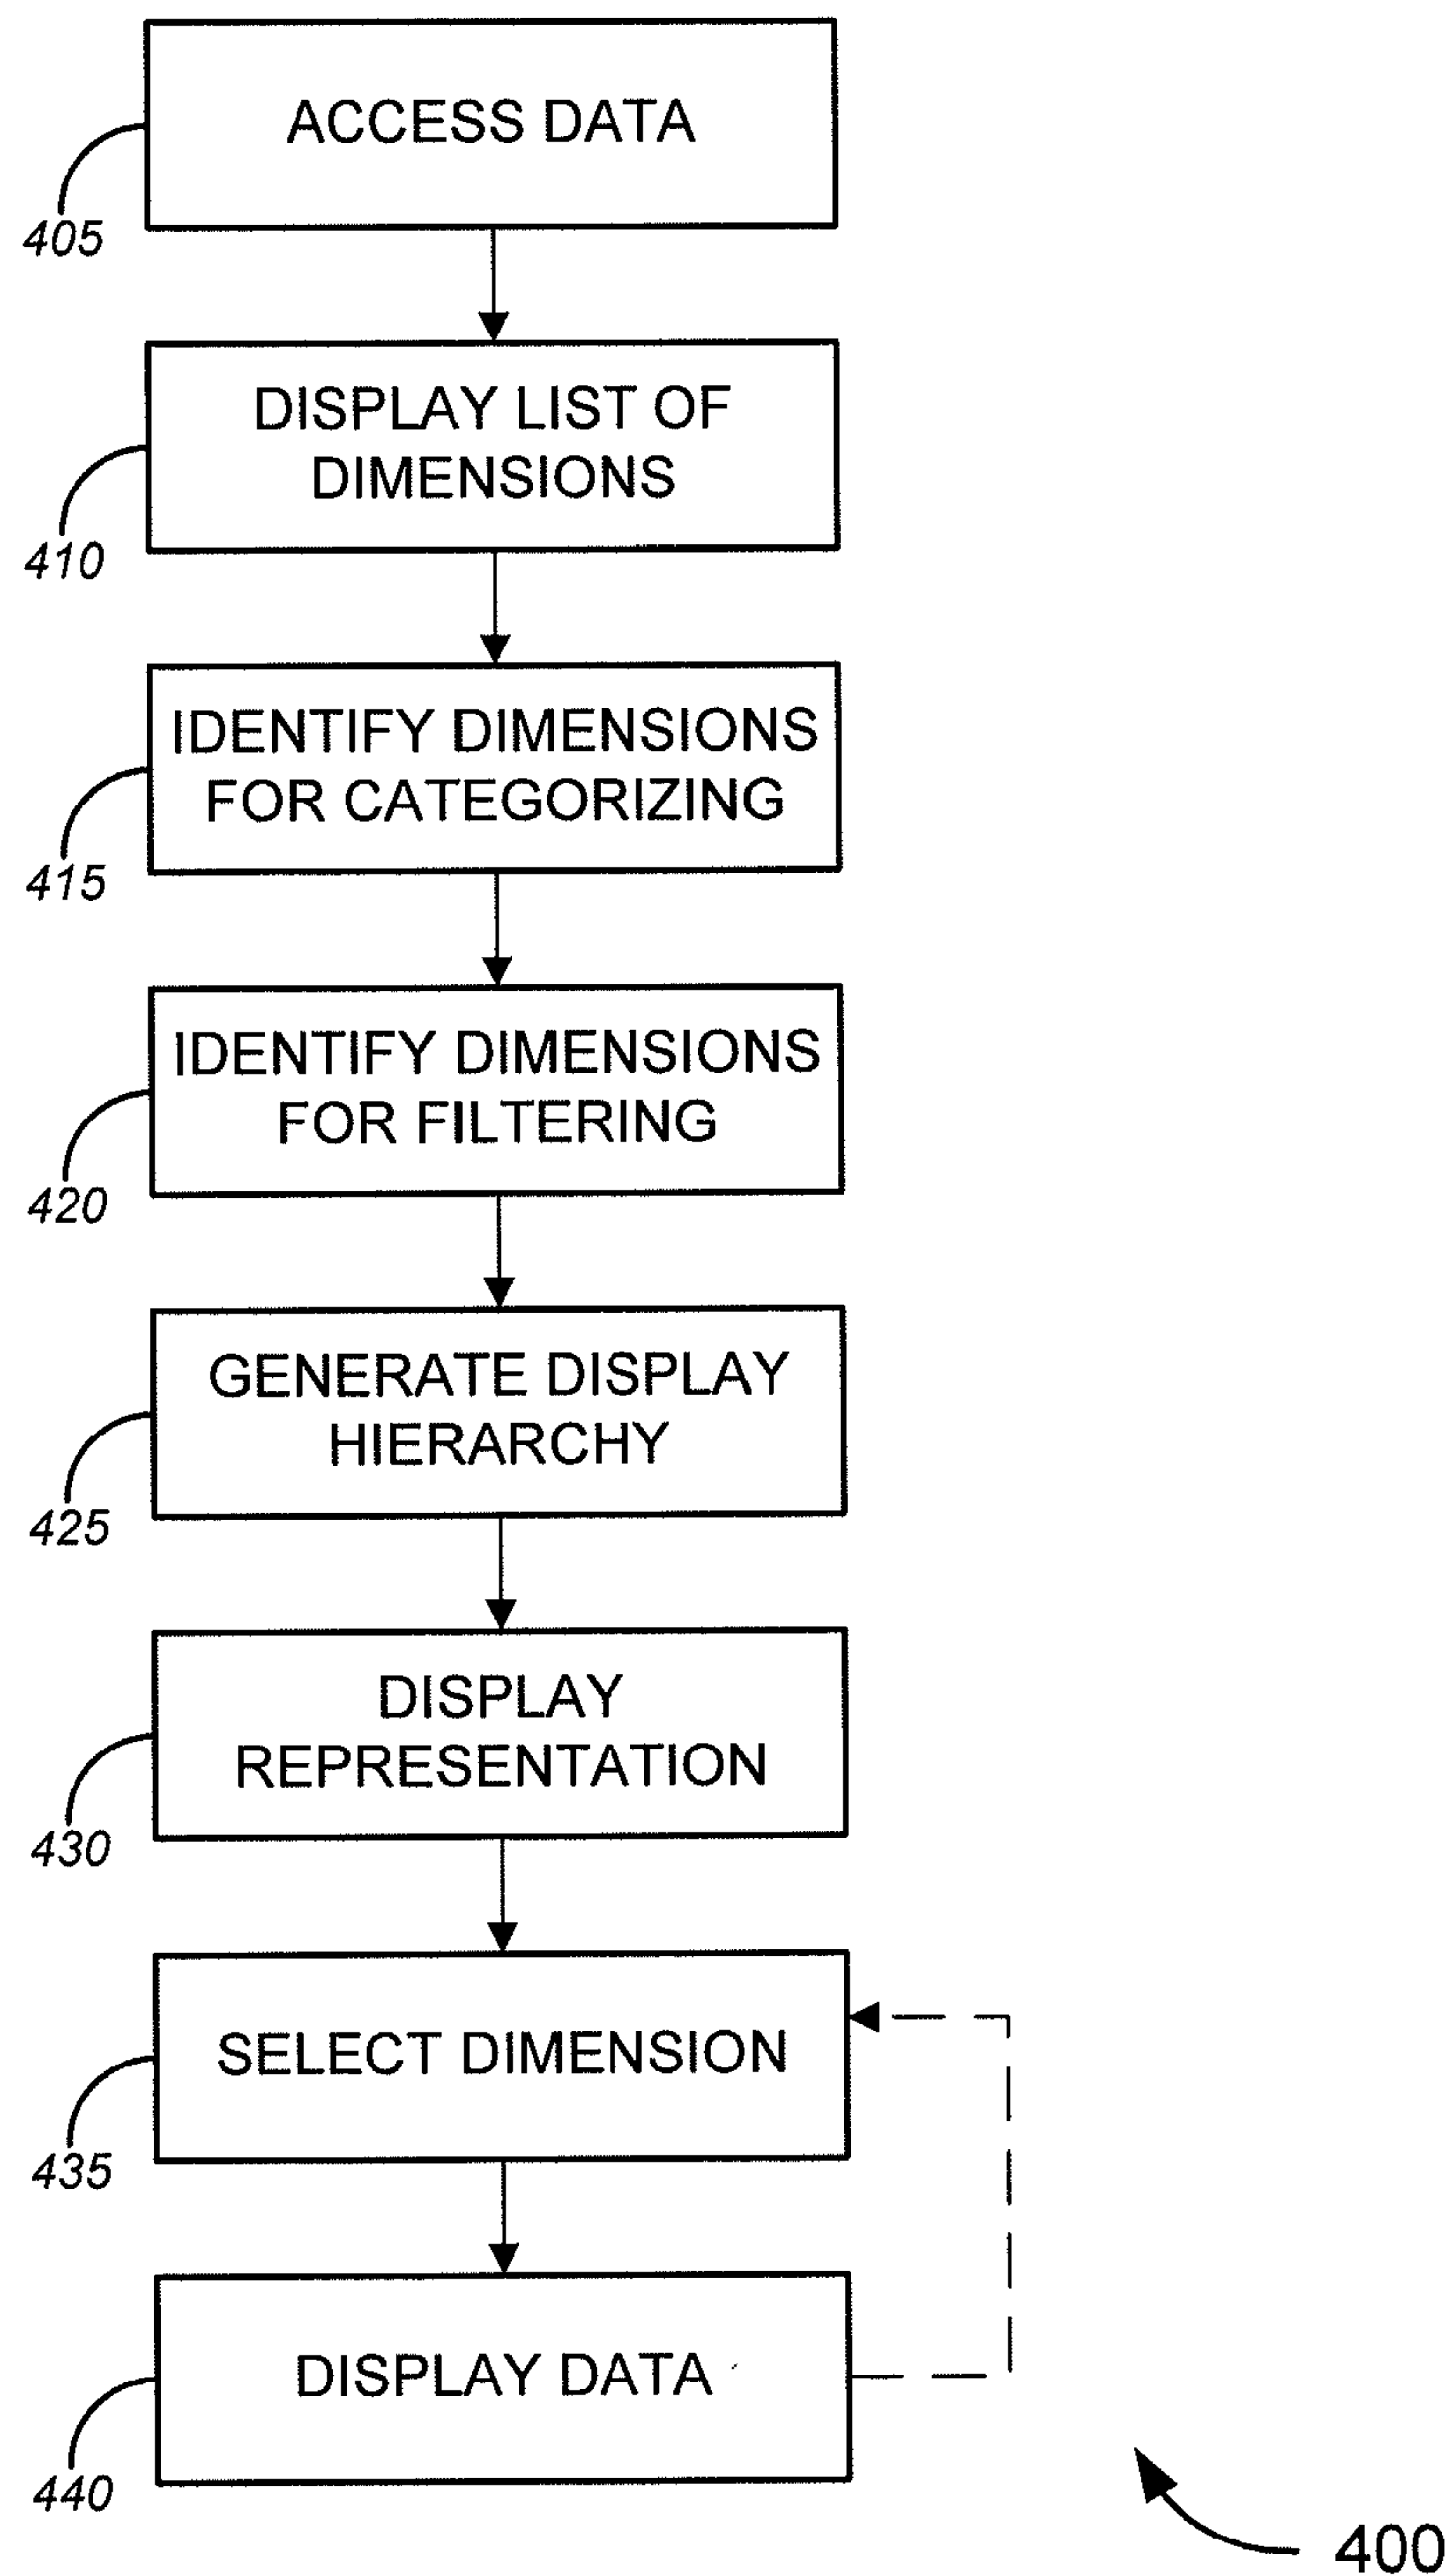 ACCESS DATA
405
DISPLAY LIST OF
DIMENSIONS
410
IDENTIFY DIMENSIONS
FOR CATEGORIZING
415
IDENTIFY DIMENSIONS
FOR FILTERING
420
GENERATE DISPLAY
HIERARCHY
425
DISPLAY
REPRESENTATION
430
SELECT DIMENSION
435
DISPLAY DATA
440
400